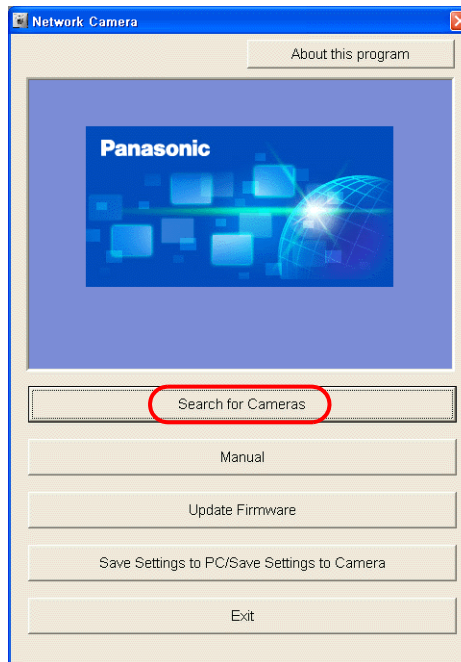 Network Camera
About this program
Panasonic
Search for Cameras
Manual
Update Firmware
Save Settings to PC/Save Settings to Camera
Exit